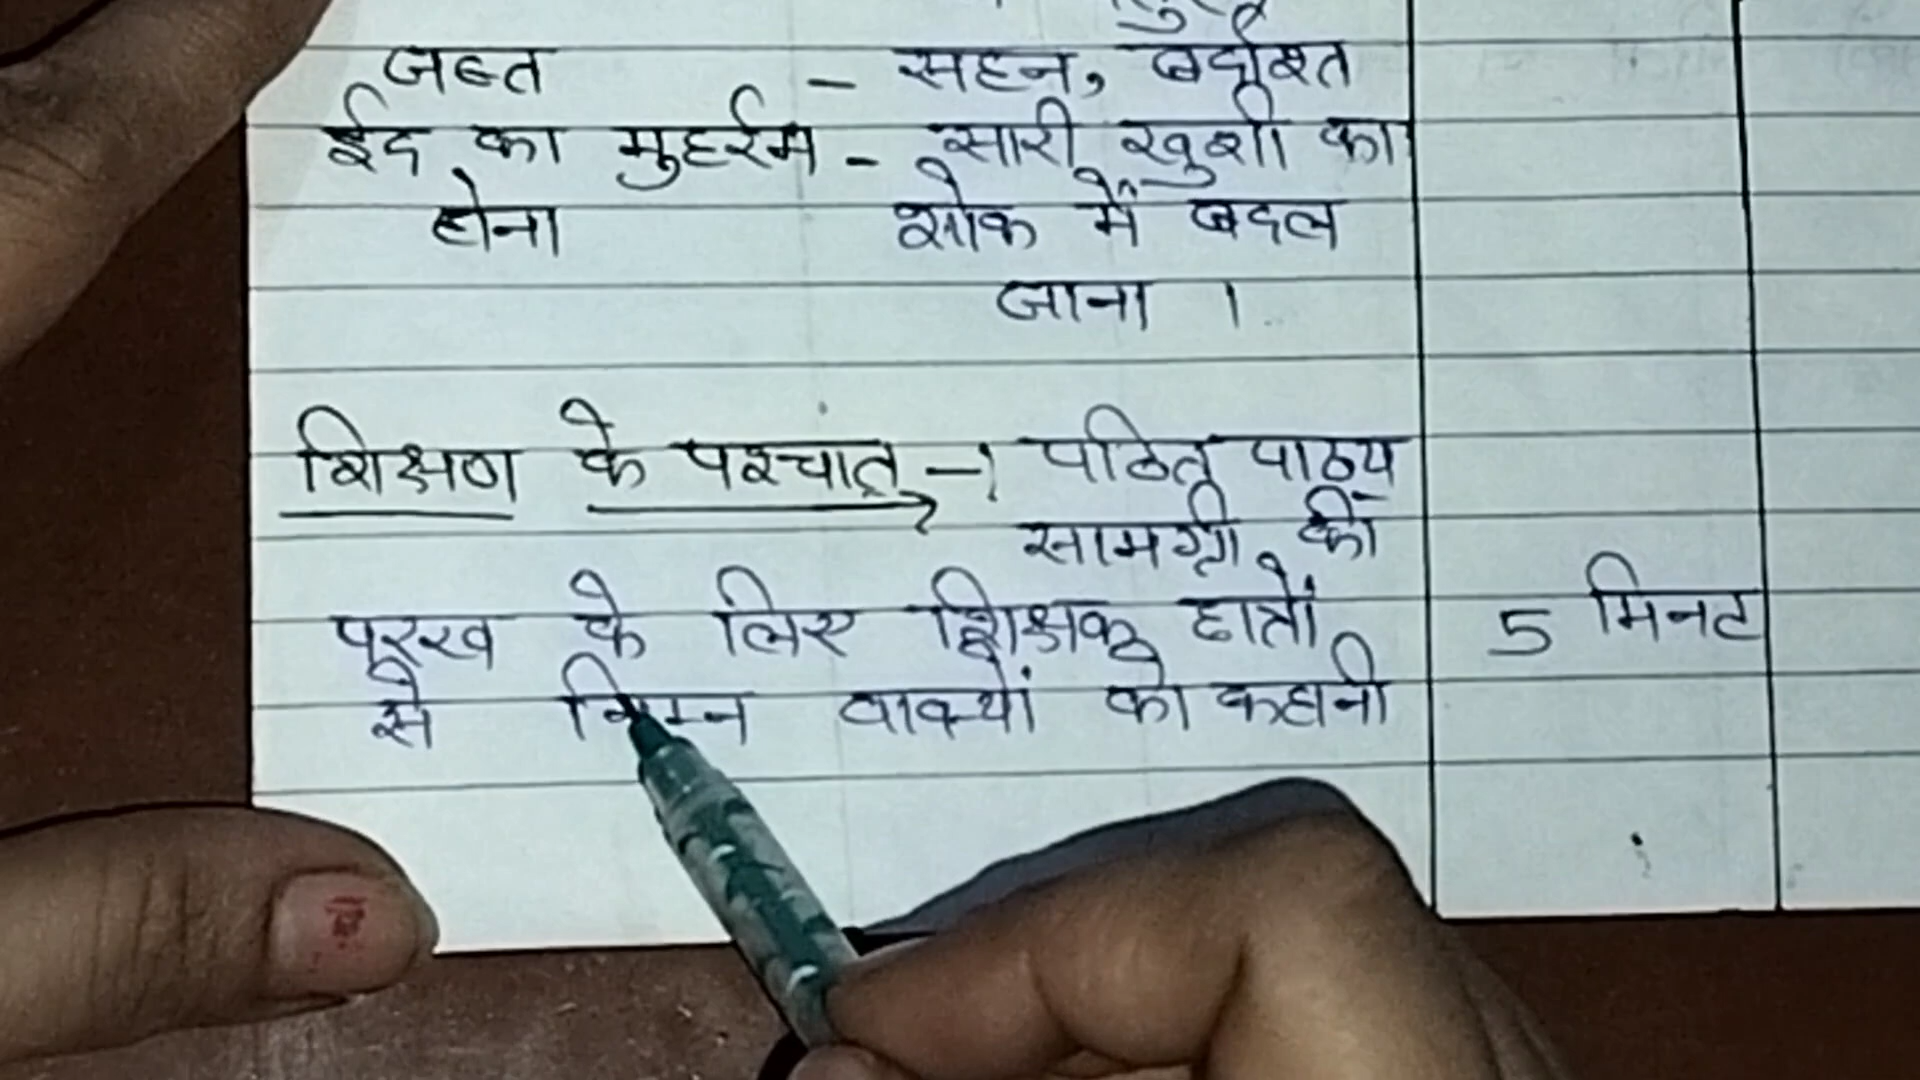 जब्त - सहन, बर्दाश्त
ईद का मुहर्रम - सारी खुशी का
होना शोक में बदल
जाना ।
शिक्षण के पश्चात् -: पठित पाठ्य
सामग्री की
परख के लिए शिक्षक छात्रों 5 मिनट
से निम्न वाक्यों को कहानी